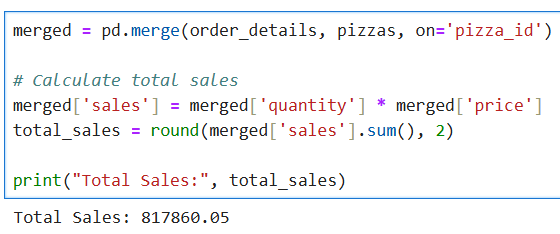 merged = pd.merge(order_details, pizzas, on='pizza_id')
# Calculate total sales
merged['sales'] = merged['quantity'] * merged['price']
total_sales = round(merged['sales'].sum(), 2)
print("Total Sales:", total_sales)
Total Sales: 817860.05